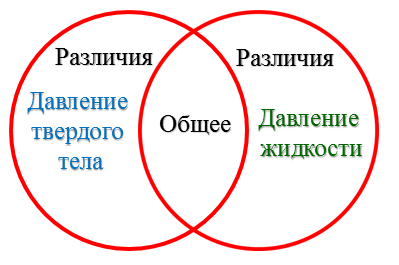 Различия
Давление
твердого
тела
Общее
Различия
Давление
жидкости